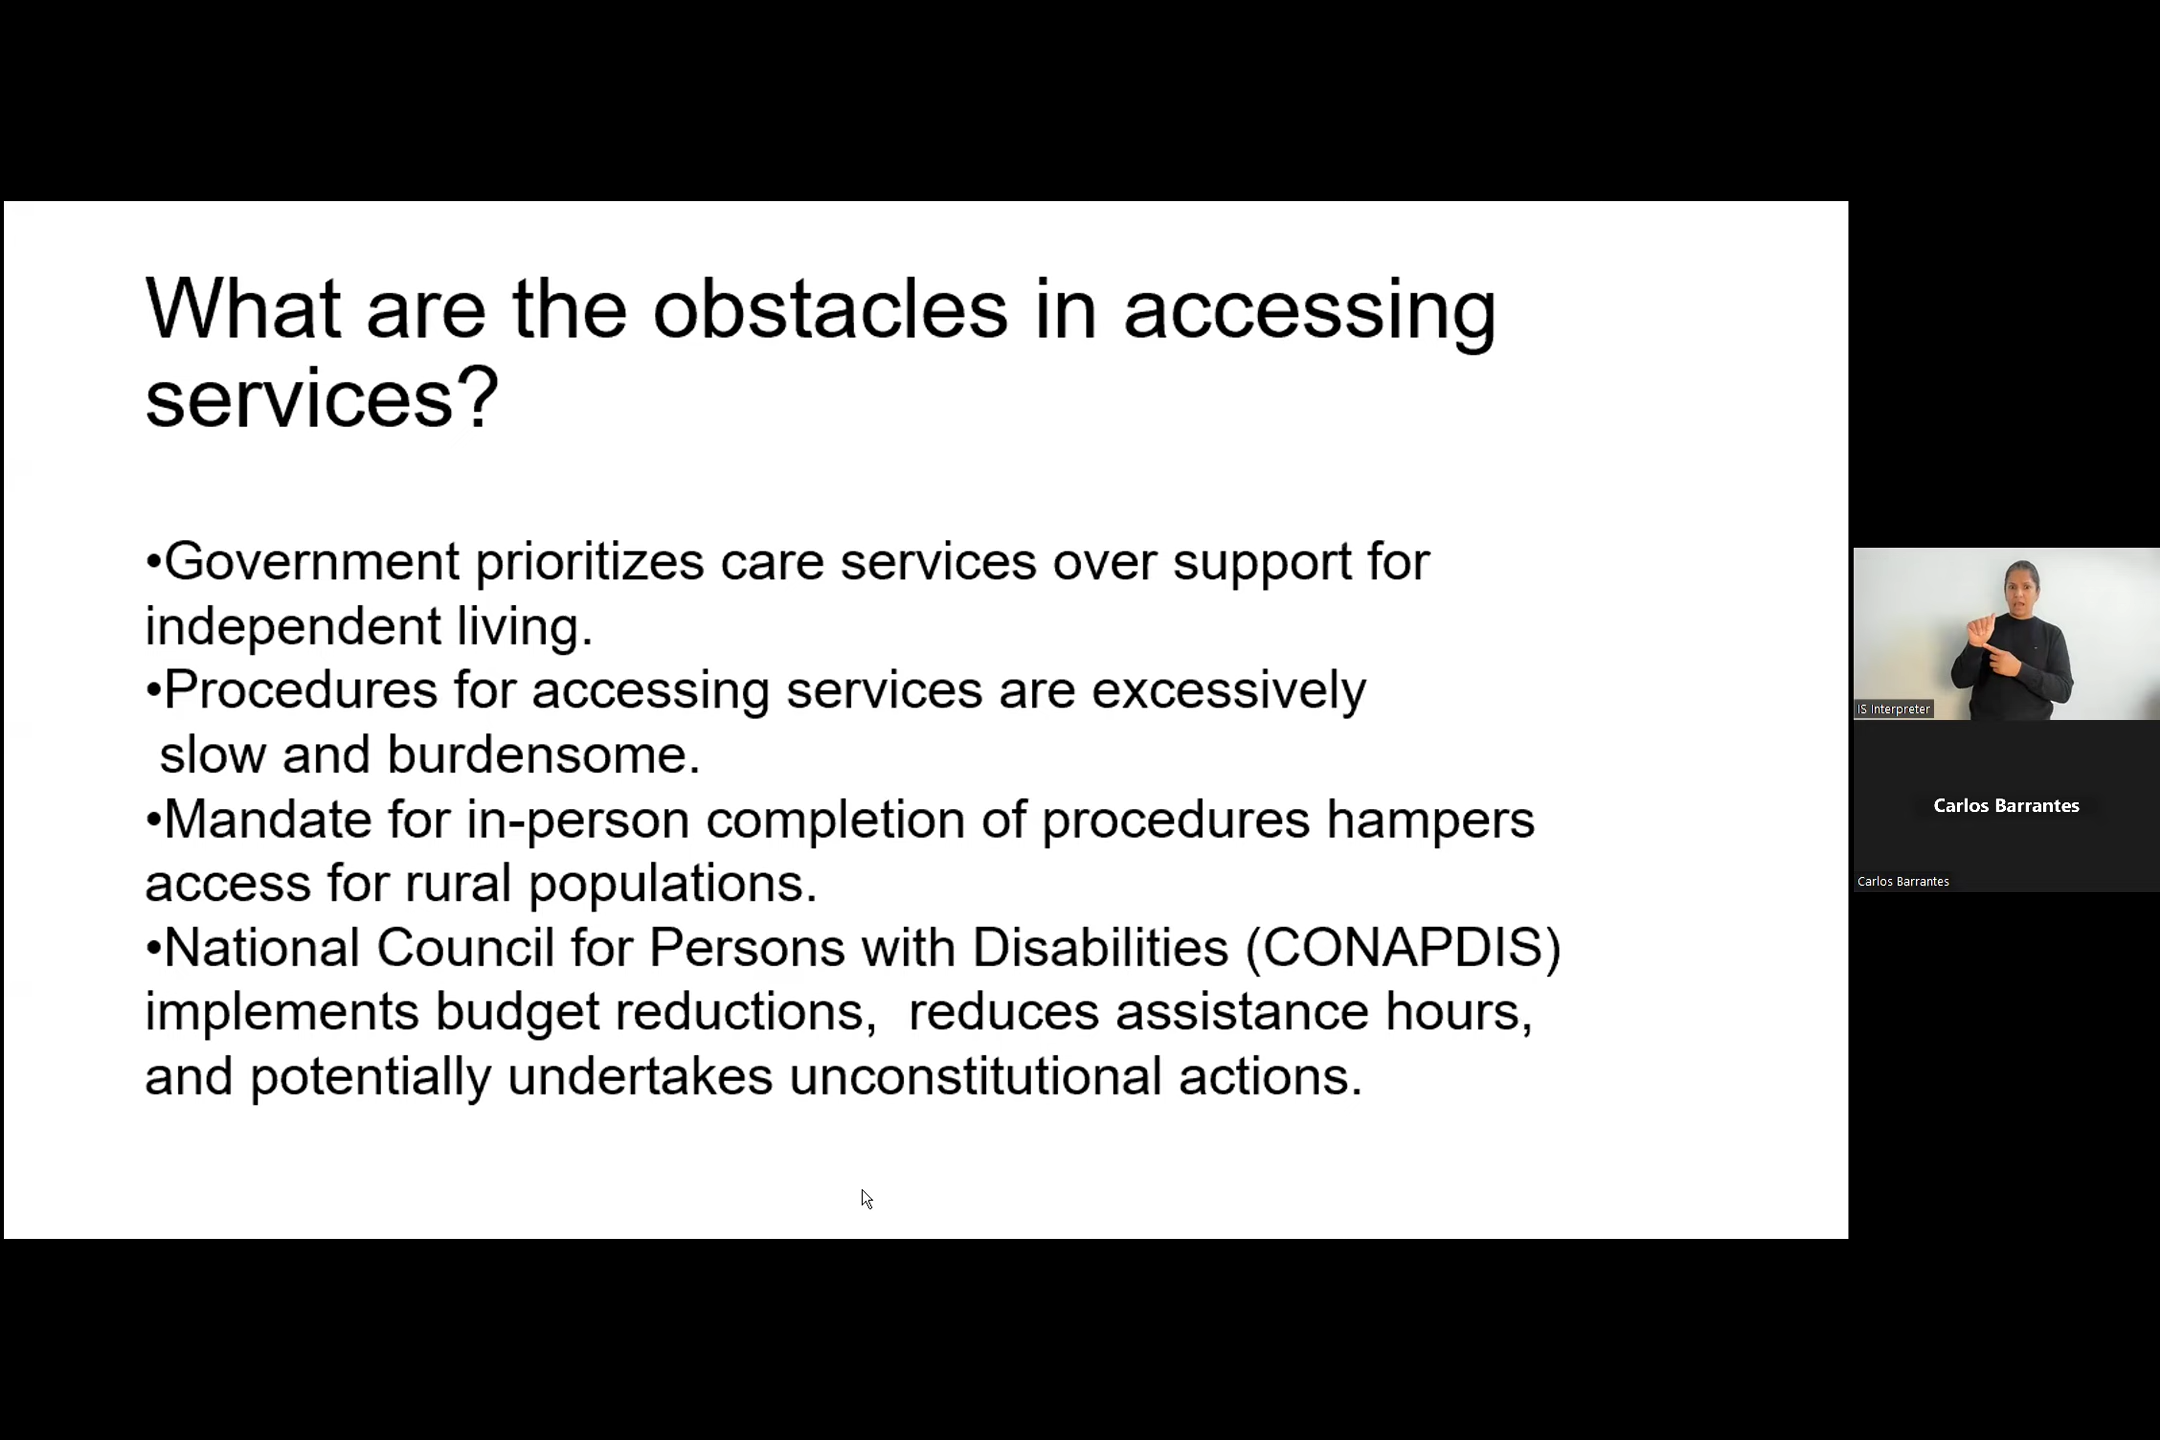 What are the obstacles in accessing
services?
•Government prioritizes care services over support for
independent living.
•Procedures for accessing services are excessively
slow and burdensome.
•Mandate for in-person completion of procedures hampers
access for rural populations.
•National Council for Persons with Disabilities (CONAPDIS)
implements budget reductions,  reduces assistance hours,
and potentially undertakes unconstitutional actions.
IS Interpreter
Carlos Barrantes
Carlos Barrantes